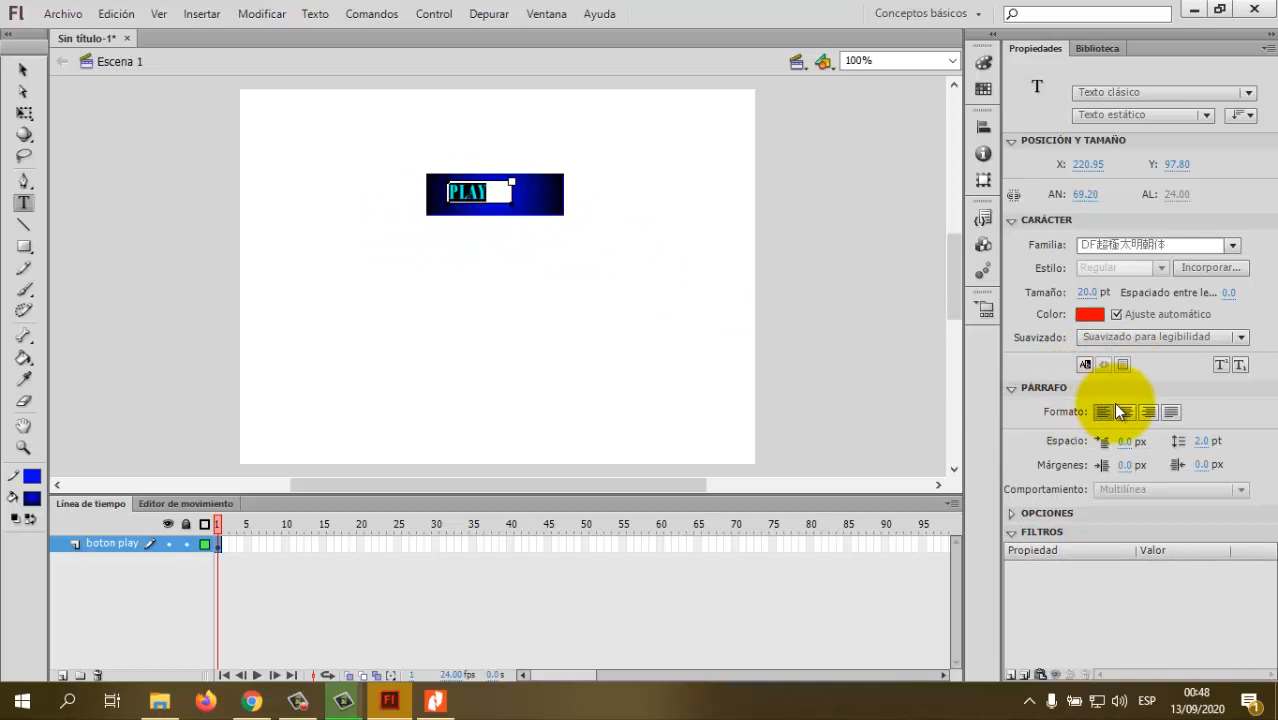 Fl Archivo Edición Ver Insertar Modificar Texto Comandos Control Depurar Ventana Ayuda Conceptos básicos
Sin título-1*
Escena 1 100%
PLAY
Propiedades Biblioteca
T Texto clásico
Texto estático
POSICIÓN Y TAMAÑO
X: 220.95 Y: 97.80
AN: 69.20 AL: 24.00
CARÁCTER
Familia: DF超極太明朝体
Estilo: Regular Incorporar...
Tamaño: 20.0 pt Espaciado entre le... 0.0
Color: Ajuste automático
Suavizado: Suavizado para legibilidad
PÁRRAFO
Formato:
Espacio: 0.0 px 2.0 pt
Márgenes: 0.0 px 0.0 px
Comportamiento: Multilínea
OPCIONES
FILTROS
Propiedad Valor
Línea de tiempo Editor de movimiento
1 5 10 15 20 25 30 35 40 45 50 55 60 65 70 75 80 85 90 95
boton play
1 24.00 fps 0.0 s
Fl ESP 00:48
13/09/2020